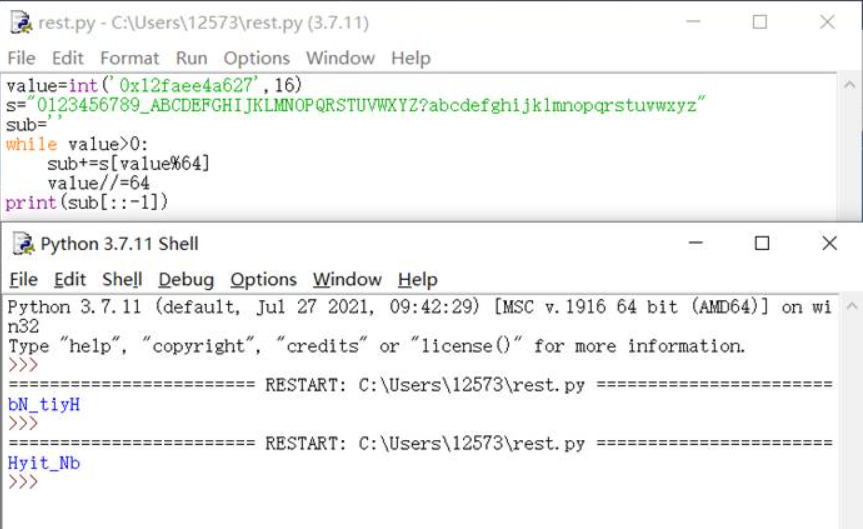 rest.py - C:\Users\12573\rest.py (3.7.11)
File Edit Format Run Options Window Help
value=int('0x12faee4a627',16)
s="0123456789_ABCDEFGHIJKLMNOPQRSTUVWXYZ?abcdefghijklmnopqrstuvwxyz"
sub=''
while value>0:
    sub+=s[value%64]
    value//=64
print(sub[::-1])
Python 3.7.11 Shell
File Edit Shell Debug Options Window Help
Python 3.7.11 (default, Jul 27 2021, 09:42:29) [MSC v.1916 64 bit (AMD64)] on wi
n32
Type "help", "copyright", "credits" or "license()" for more information.
>>>
======================== RESTART: C:\Users\12573\rest.py =======================
bN_tiyH
>>>
======================== RESTART: C:\Users\12573\rest.py =======================
Hyit_Nb
>>>